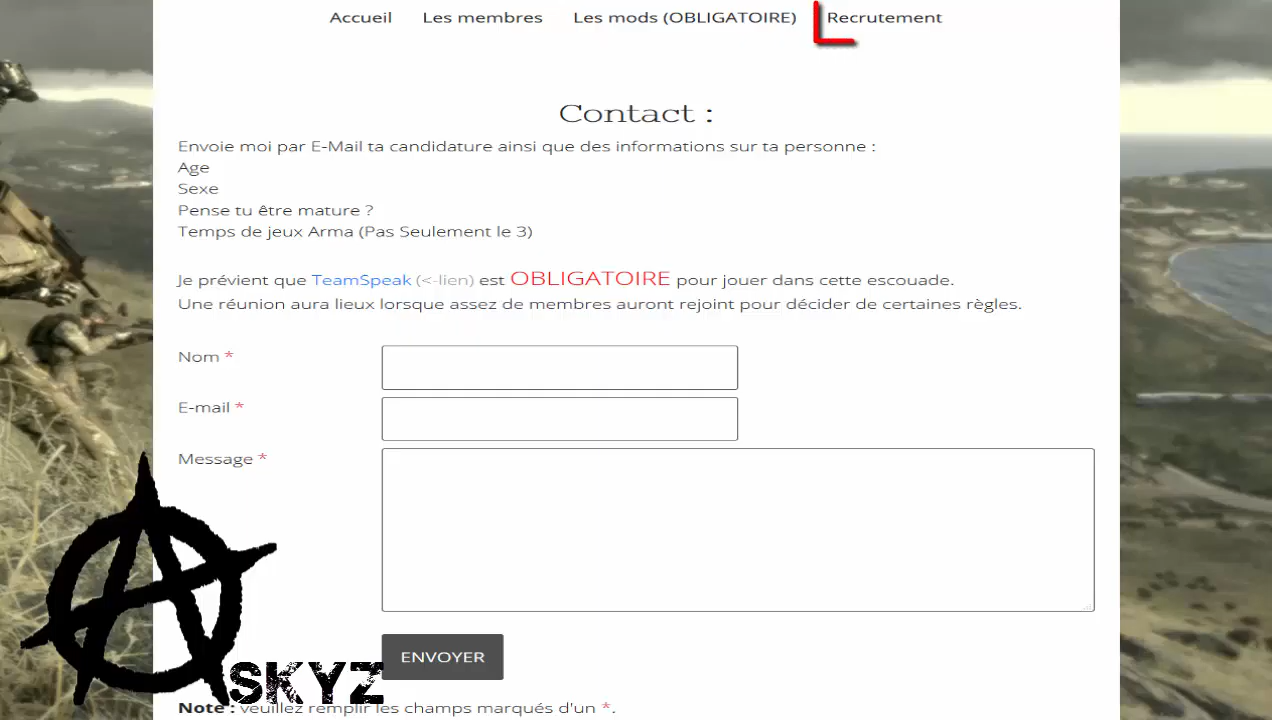 Accueil Les membres Les mods (OBLIGATOIRE) Recrutement
Contact :
Envoie moi par E-Mail ta candidature ainsi que des informations sur ta personne :
Age
Sexe
Pense tu être mature ?
Temps de jeux Arma (Pas Seulement le 3)
Je prévient que TeamSpeak (<-lien) est OBLIGATOIRE pour jouer dans cette escouade.
Une réunion aura lieux lorsque assez de membres auront rejoint pour décider de certaines règles.
Nom *
E-mail *
Message *
ENVOYER
ASKYZ
Note : veuillez remplir les champs marqués d'un *.